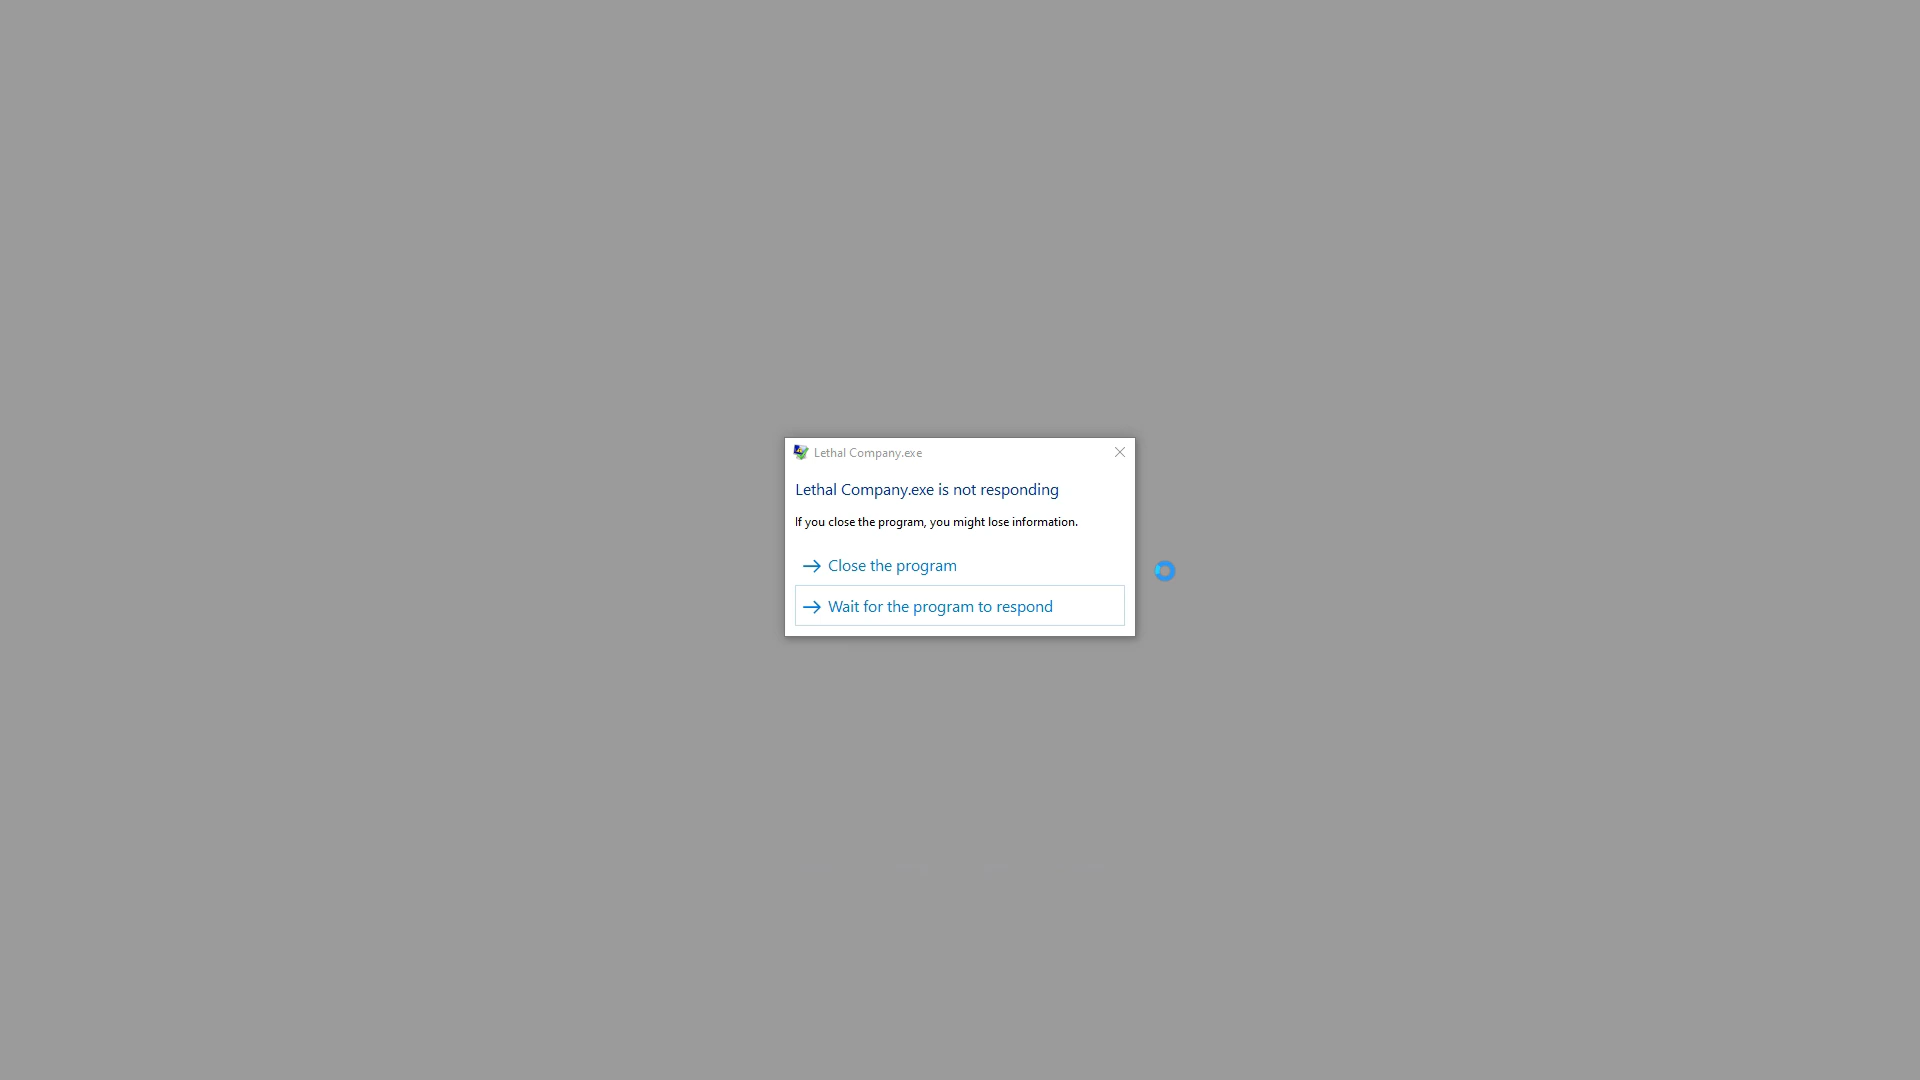 Lethal Company.exe
Lethal Company.exe is not responding
If you close the program, you might lose information.
Close the program
Wait for the program to respond